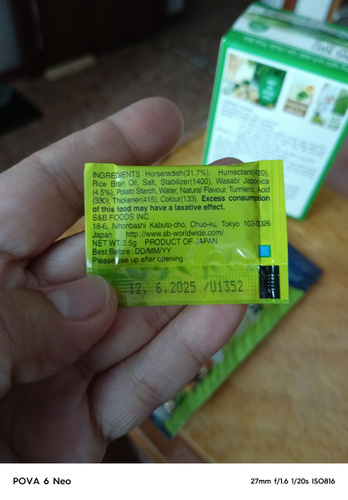 INGREDIENTS: Horseradish(31.7%), Humectant(420),
Rice Bran Oil, Salt, Stabilizer(1400), Wasabi Japonica
(4.5%), Potato Starch, Water, Natural Flavour, Turmeric, Acid
(330), Thickener(415), Colour(133). Excess consumption
of this food may have a laxative effect.
S&B FOODS INC.
18-6, Nihonbashi Kabuto-cho, Chuo-ku, Tokyo 103-0026
Japan http://www.sb-worldwide.com/
NET WT 2.5g PRODUCT OF JAPAN
Best Before : DD/MM/YY
Please use up after opening
12. 6.2025 /U1352
POVA 6 Neo
27mm f/1.6 1/20s ISO816